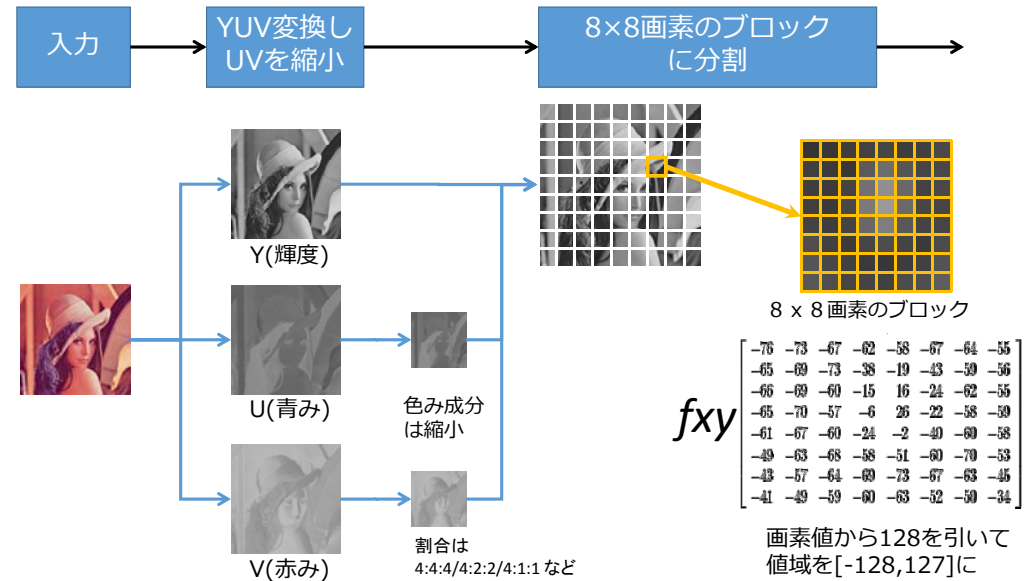 入力
YUV変換し
UVを縮小
8×8画素のブロック
に分割
Y(輝度)
U(青み)
V(赤み)
色み成分
は縮小
割合は
4:4:4/4:2:2/4:1:1 など
8 x 8 画素のブロック
fxy
-76 -73 -67 -62 -58 -67 -64 -55
-65 -69 -73 -38 -19 -43 -59 -56
-66 -69 -60 -15 16 -24 -62 -55
-65 -70 -57 -6 26 -22 -58 -59
-61 -67 -60 -24 -2 -40 -60 -58
-49 -63 -68 -58 -51 -60 -70 -53
-43 -57 -64 -69 -73 -67 -63 -45
-41 -49 -59 -60 -63 -52 -50 -34
画素値から128を引いて
値域を[-128,127]に